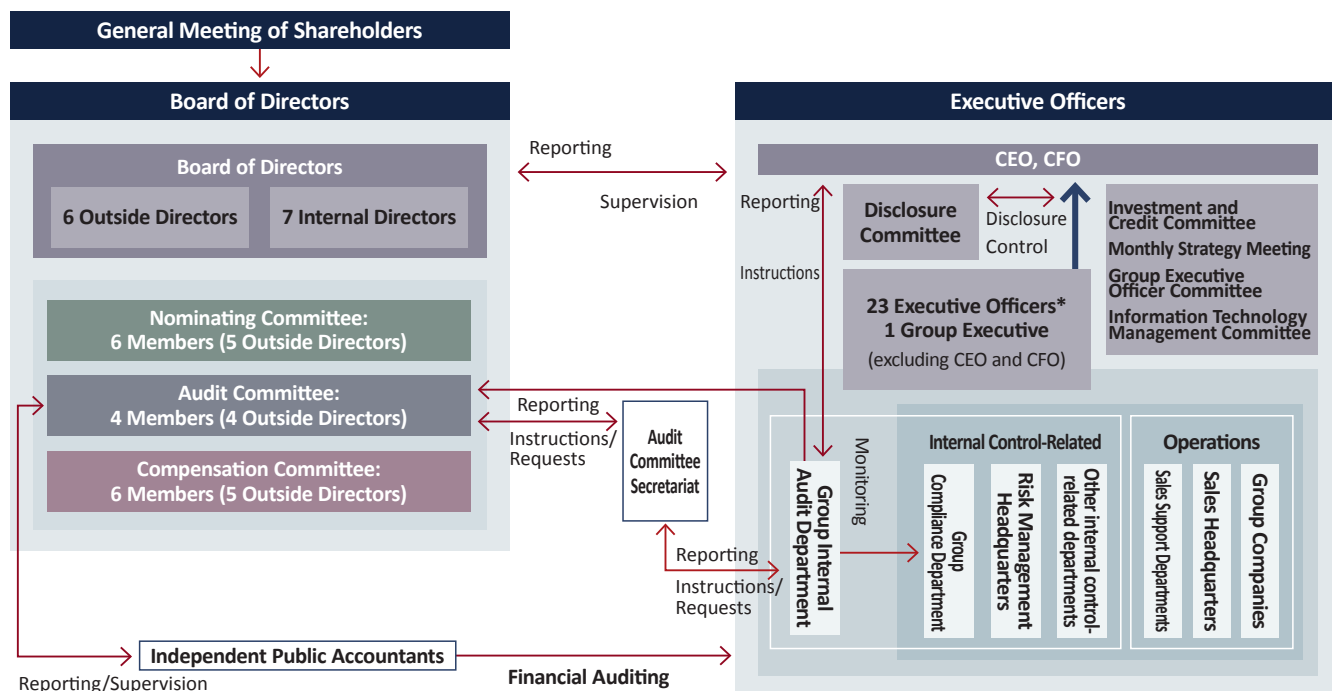 General Meeting of Shareholders
Board of Directors
Board of Directors
6 Outside Directors
7 Internal Directors
Nominating Committee:
6 Members (5 Outside Directors)
Audit Committee:
4 Members (4 Outside Directors)
Compensation Committee:
6 Members (5 Outside Directors)
Reporting
Supervision
Reporting
Instructions/
Requests
Audit
Committee
Secretariat
Reporting
Instructions/
Requests
Independent Public Accountants
Reporting/Supervision
Financial Auditing
Executive Officers
CEO, CFO
Reporting
Instructions
Disclosure
Committee
Disclosure
Control
Investment and
Credit Committee
Monthly Strategy Meeting
Group Executive
Officer Committee
Information Technology
Management Committee
23 Executive Officers*
1 Group Executive
(excluding CEO and CFO)
Group Internal
Audit Department
Monitoring
Internal Control-Related
Group
Compliance Department
Risk Management
Headquarters
Other internal control-
related departments
Operations
Sales Support Departments
Sales Headquarters
Group Companies